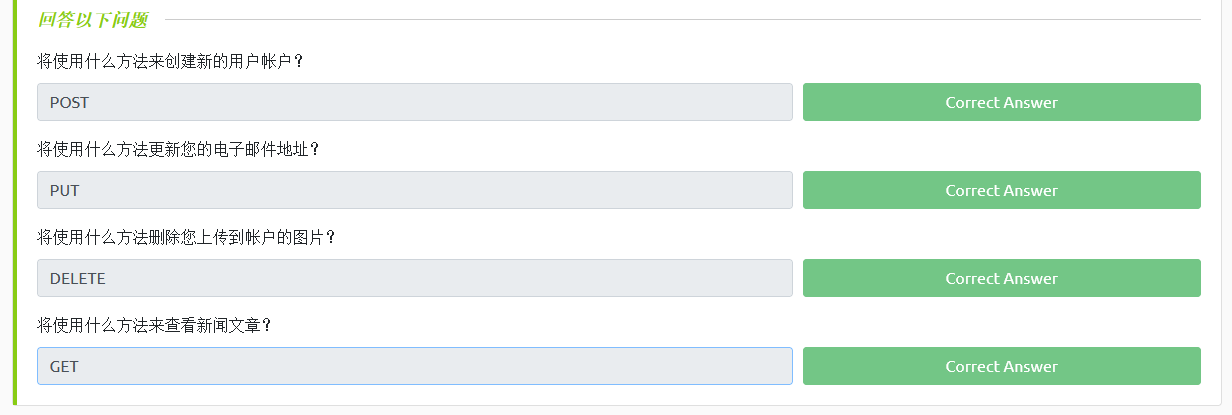 回答以下问题
将使用什么方法来创建新的用户帐户？
POST
Correct Answer
将使用什么方法更新您的电子邮件地址？
PUT
Correct Answer
将使用什么方法删除您上传到帐户的图片？
DELETE
Correct Answer
将使用什么方法来查看新闻文章？
GET
Correct Answer